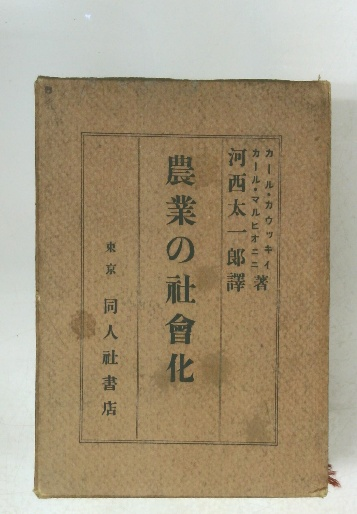 カール・カウツキイ
カール・マルヒオニニ
著
河西太一郎譯
農業の社會化
東京 同人社書店